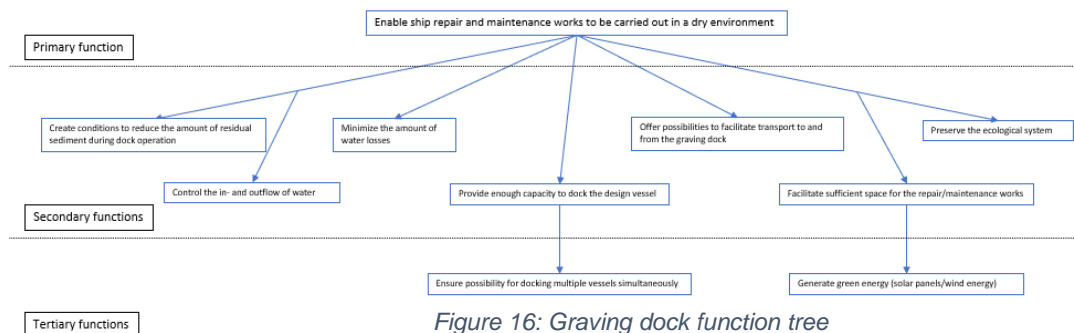 Enable ship repair and maintenance works to be carried out in a dry environment
Primary function
Create conditions to reduce the amount of residual
sediment during dock operation
Minimize the amount of
water losses
Offer possibilities to facilitate transport to and
from the graving dock
Preserve the ecological system
Control the in- and outflow of water
Provide enough capacity to dock the design vessel
Facilitate sufficient space for the repair/maintenance works
Secondary functions
Ensure possibility for docking multiple vessels simultaneously
Generate green energy (solar panels/wind energy)
Tertiary functions
Figure 16: Graving dock function tree